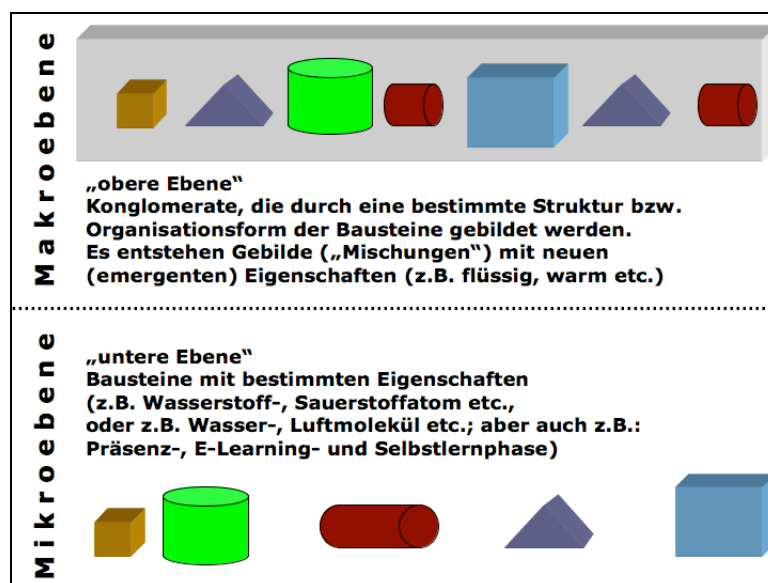 Makroebene
„obere Ebene“
Konglomerate, die durch eine bestimmte Struktur bzw.
Organisationsform der Bausteine gebildet werden.
Es entstehen Gebilde („Mischungen“) mit neuen
(emergenten) Eigenschaften (z.B. flüssig, warm etc.)
Mikroebene
„untere Ebene“
Bausteine mit bestimmten Eigenschaften
(z.B. Wasserstoff-, Sauerstoffatom etc.,
oder z.B. Wasser-, Luftmolekül etc.; aber auch z.B.:
Präsenz-, E-Learning- und Selbstlernphase)